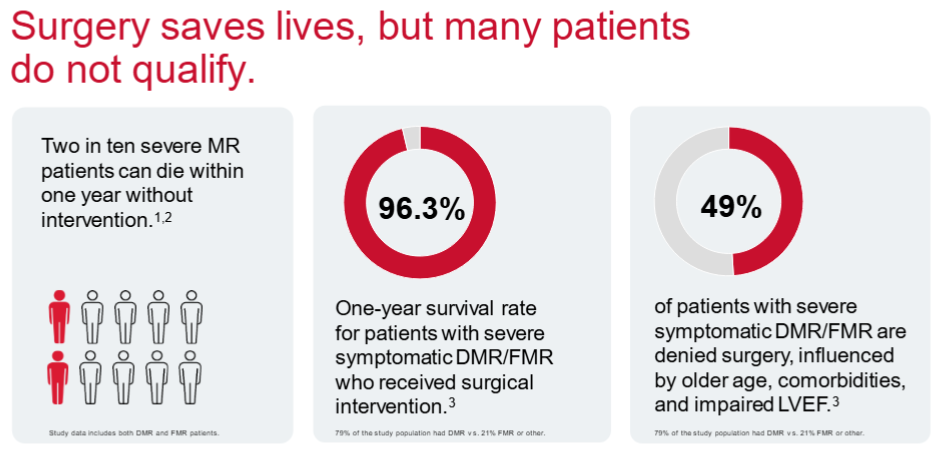 Surgery saves lives, but many patients
do not qualify.
Two in ten severe MR
patients can die within
one year without
intervention.1,2
Study data includes both DMR and FMR patients.
96.3%
One-year survival rate
for patients with severe
symptomatic DMR/FMR
who received surgical
intervention.3
79% of the study population had DMR vs. 21% FMR or other.
49%
of patients with severe
symptomatic DMR/FMR are
denied surgery, influenced
by older age, comorbidities,
and impaired LVEF.3
79% of the study population had DMR vs. 21% FMR or other.